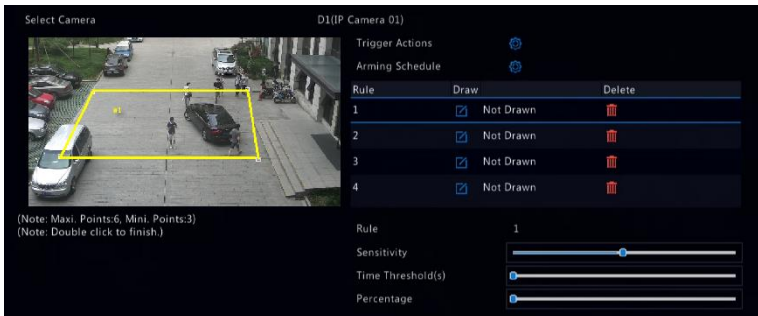 Select Camera D1(IP Camera 01)
Trigger Actions
Arming Schedule
Rule Draw Delete
1 Not Drawn
2 Not Drawn
3 Not Drawn
4 Not Drawn
#1
(Note: Maxi. Points:6, Mini. Points:3)
(Note: Double click to finish.)
Rule 1
Sensitivity
Time Threshold(s)
Percentage